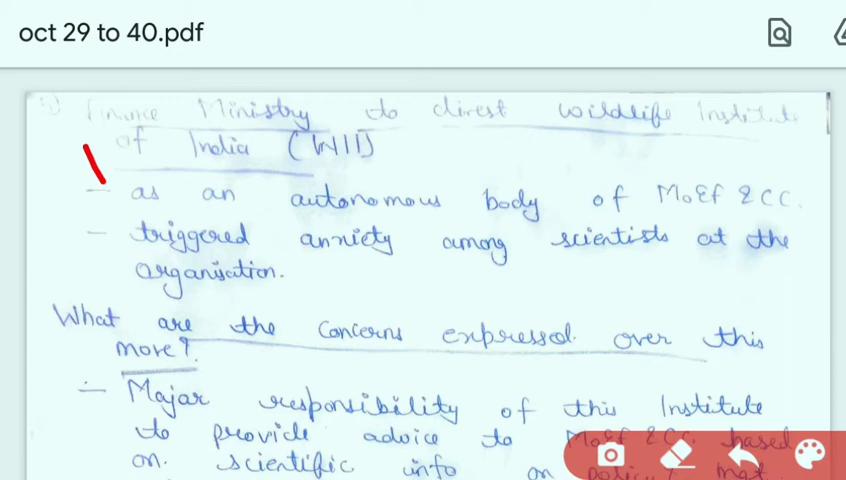 oct 29 to 40.pdf
Finance Ministry to divest wildlife Institute
of India (WII)
- as an autonomous body of MoEf & CC.
- triggered anxiety among scientists at the
organisation.
What are the concerns expressed over this
move?
- Major responsibility of this Institute
to provide advice to MoEf & CC based
on scientific info on